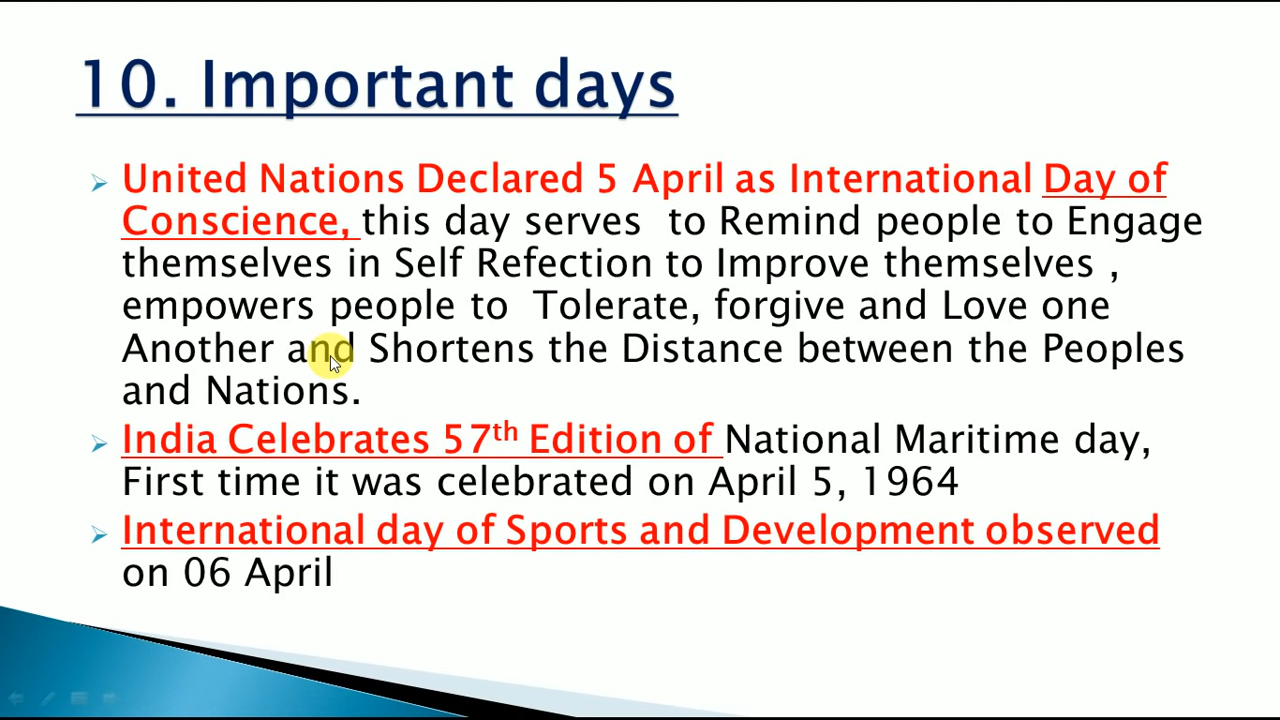 10. Important days
United Nations Declared 5 April as International Day of
Conscience, this day serves to Remind people to Engage
themselves in Self Refection to Improve themselves ,
empowers people to Tolerate, forgive and Love one
Another and Shortens the Distance between the Peoples
and Nations.
India Celebrates 57th Edition of National Maritime day,
First time it was celebrated on April 5, 1964
International day of Sports and Development observed
on 06 April